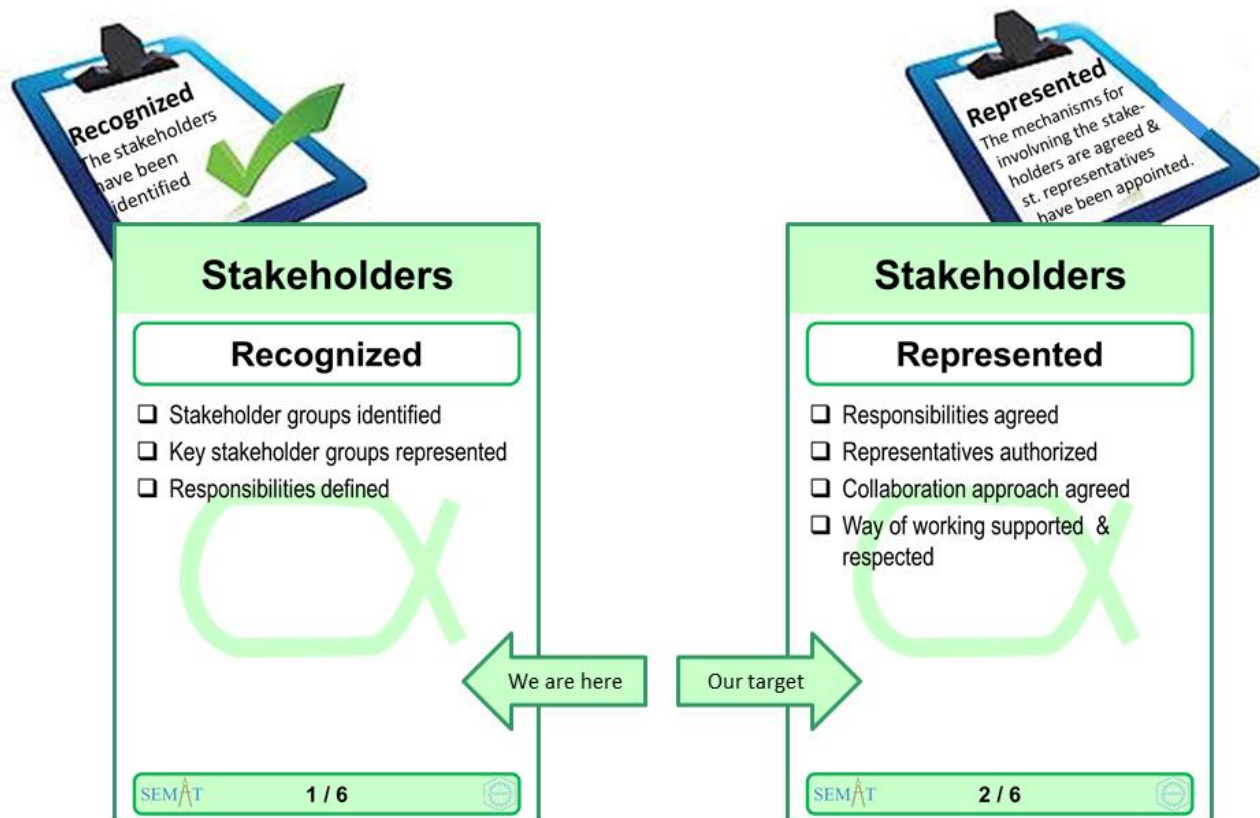 Recognized
The stakeholders
have been
identified
Represented
The mechanisms for
involvning the stake-
holders are agreed &
st. representatives
have been appointed.
Stakeholders
Recognized
Stakeholder groups identified
Key stakeholder groups represented
Responsibilities defined
We are here
SEMAT
1 / 6
Stakeholders
Represented
Responsibilities agreed
Representatives authorized
Collaboration approach agreed
Way of working supported &
respected
Our target
SEMAT
2 / 6